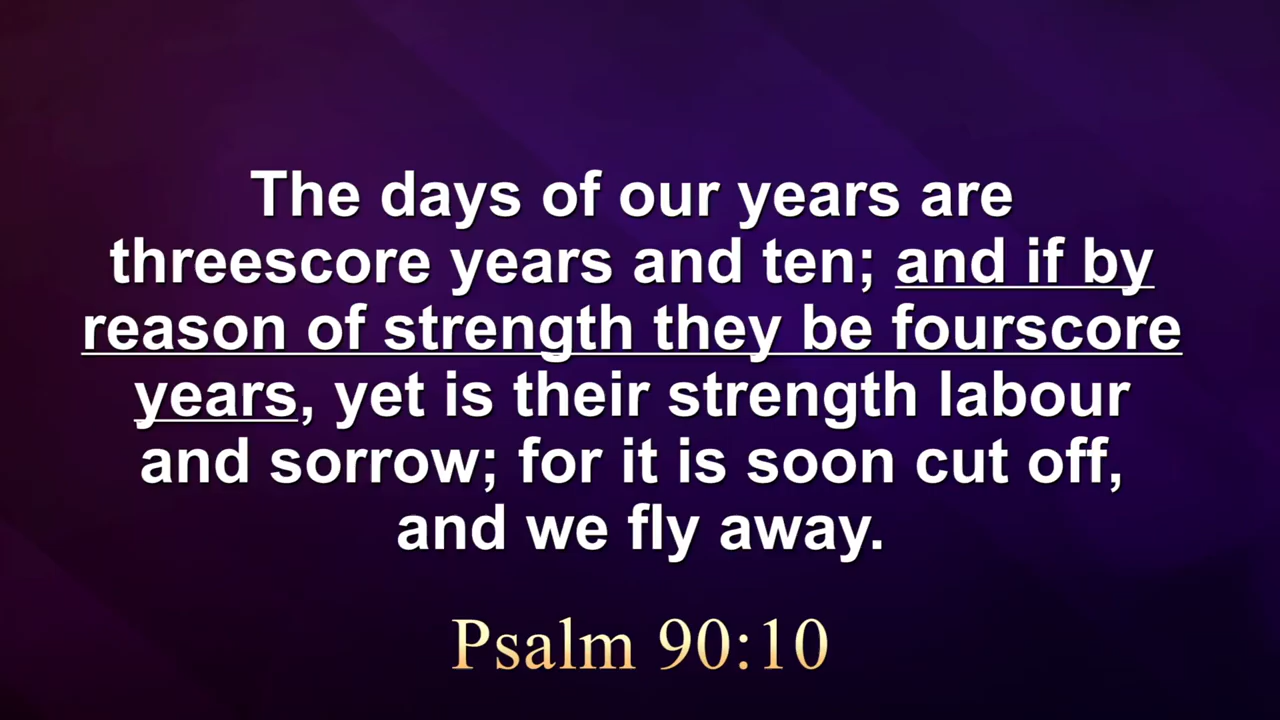 The days of our years are
threescore years and ten; and if by
reason of strength they be fourscore
years, yet is their strength labour
and sorrow; for it is soon cut off,
and we fly away.
Psalm 90:10